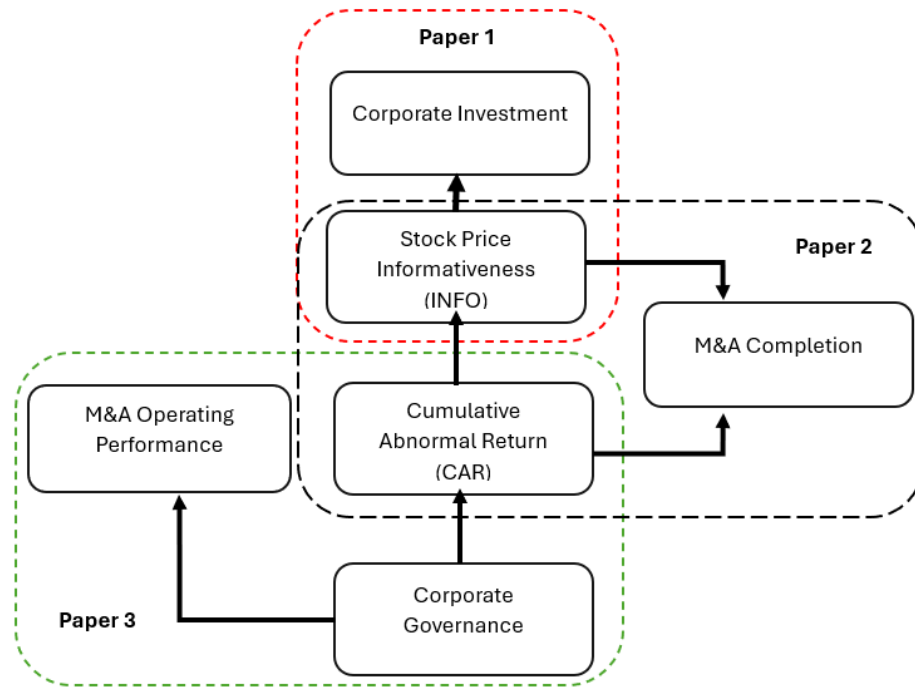 Paper 1
Corporate Investment
Stock Price
Informativeness
(INFO)
Paper 2
M&A Completion
M&A Operating
Performance
Cumulative
Abnormal Return
(CAR)
Paper 3
Corporate
Governance